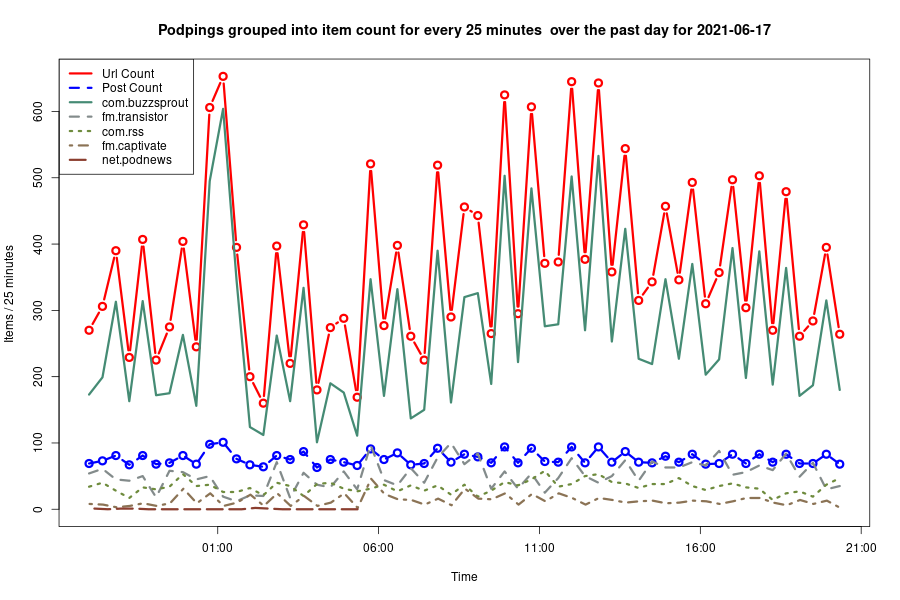 Podpings grouped into item count for every 25 minutes  over the past day for 2021-06-17
Url Count
Post Count
com.buzzsprout
fm.transistor
com.rss
fm.captivate
net.podnews
Items / 25 minutes
600
500
400
300
200
100
0
01:00 06:00 11:00 16:00 21:00
Time